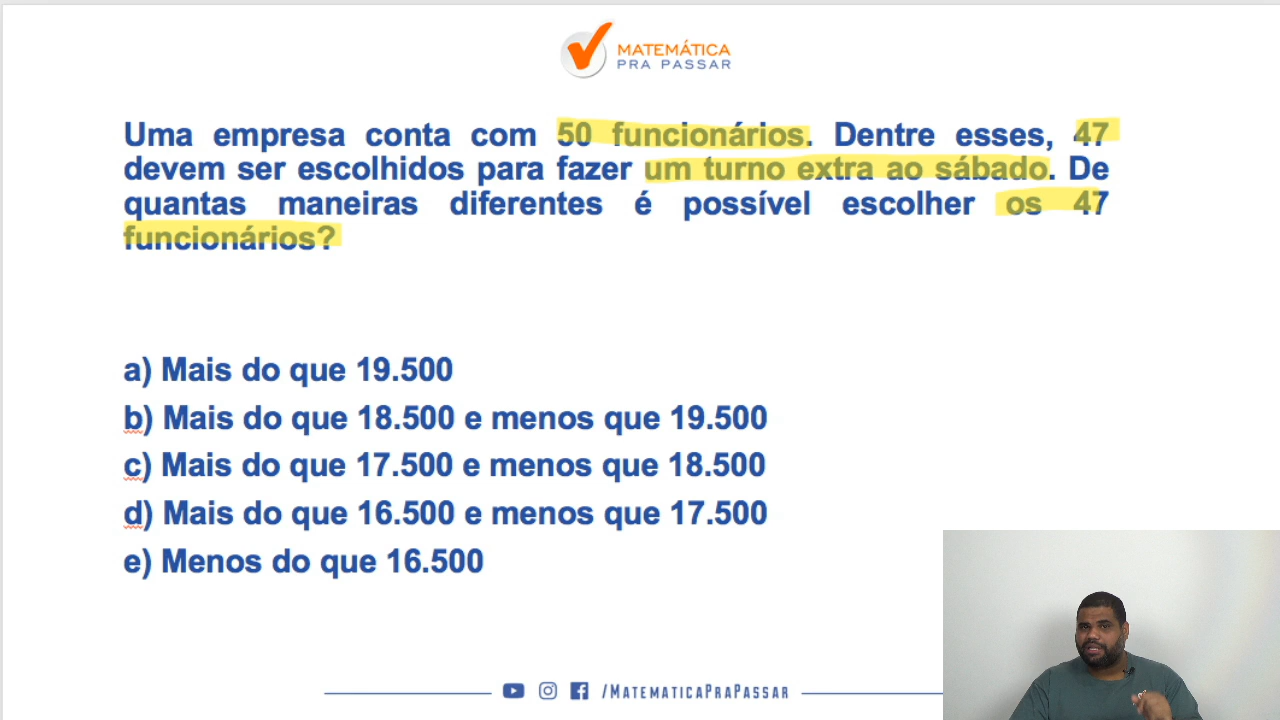 MATEMÁTICA
PRA PASSAR
Uma empresa conta com 50 funcionários. Dentre esses, 47
devem ser escolhidos para fazer um turno extra ao sábado. De
quantas maneiras diferentes é possível escolher os 47
funcionários?
a) Mais do que 19.500
b) Mais do que 18.500 e menos que 19.500
c) Mais do que 17.500 e menos que 18.500
d) Mais do que 16.500 e menos que 17.500
e) Menos do que 16.500
/MATEMATICAPRAPASSAR